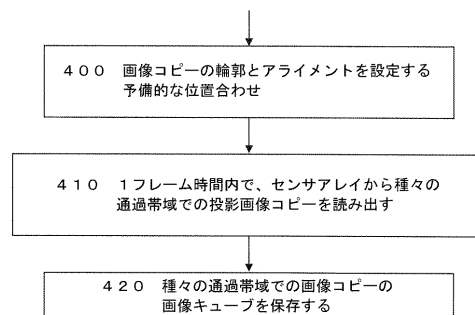 ４００　画像コピーの輪郭とアライメントを設定する
予備的な位置合わせ
４１０　１フレーム時間内で、センサアレイから種々の
通過帯域での投影画像コピーを読み出す
４２０　種々の通過帯域での画像コピーの
画像キューブを保存する